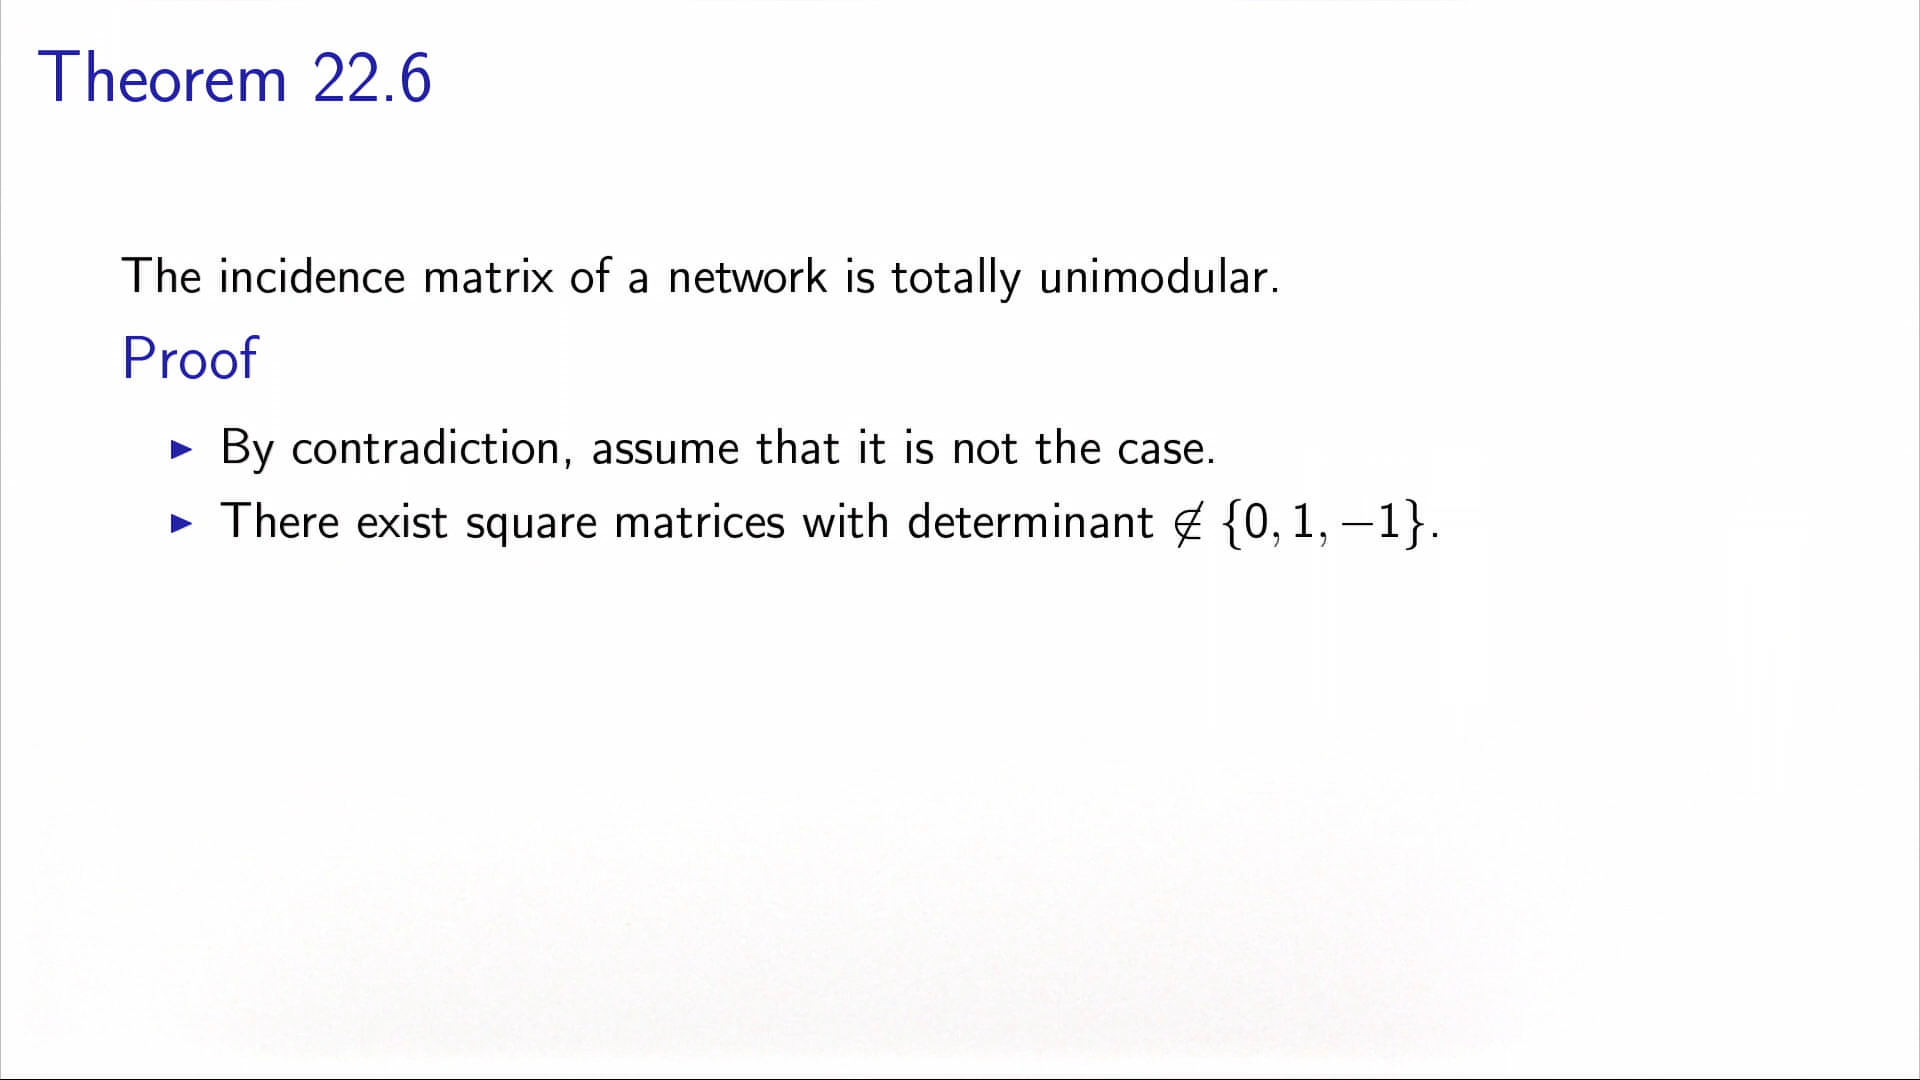 Theorem 22.6
The incidence matrix of a network is totally unimodular.
Proof
▶ By contradiction, assume that it is not the case.
▶ There exist square matrices with determinant ∉ {0, 1, −1}.